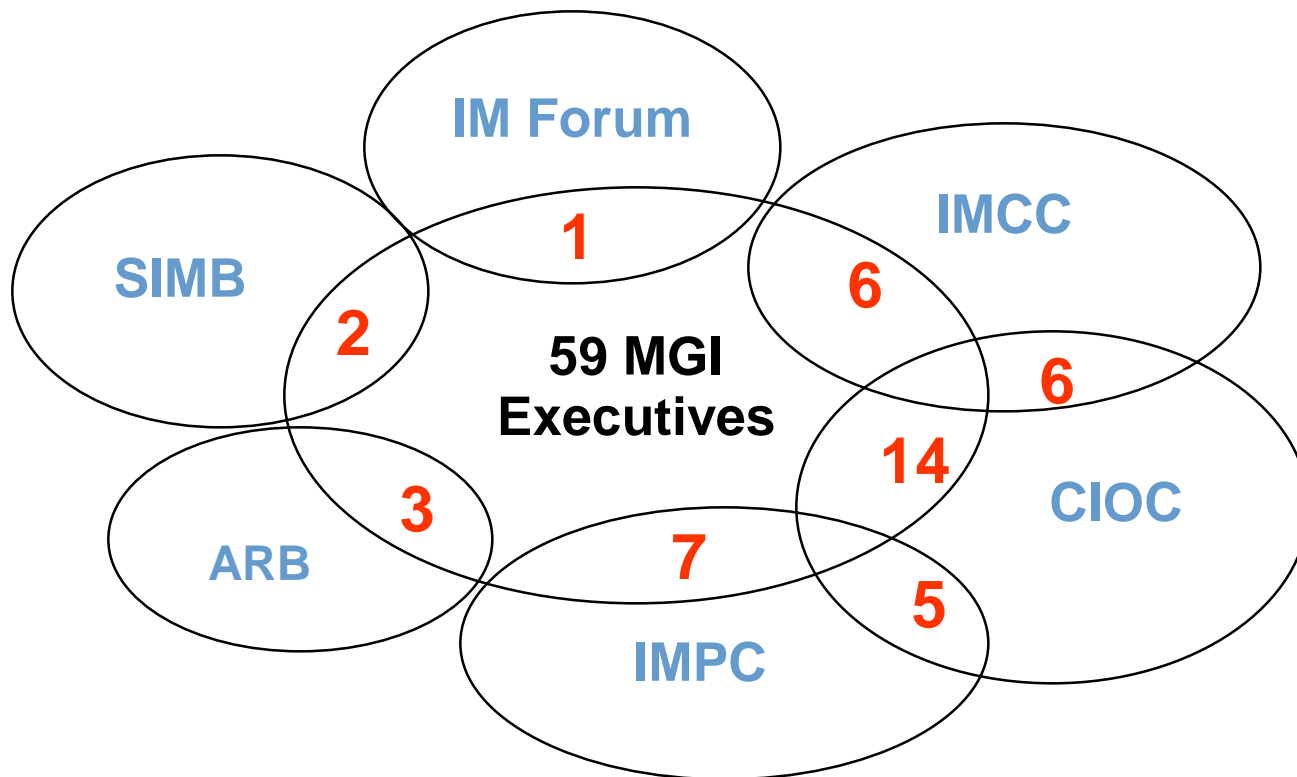 IM Forum
IMCC
SIMB
1
6
2
59 MGI
Executives
6
14
CIOC
3
ARB
7
5
IMPC